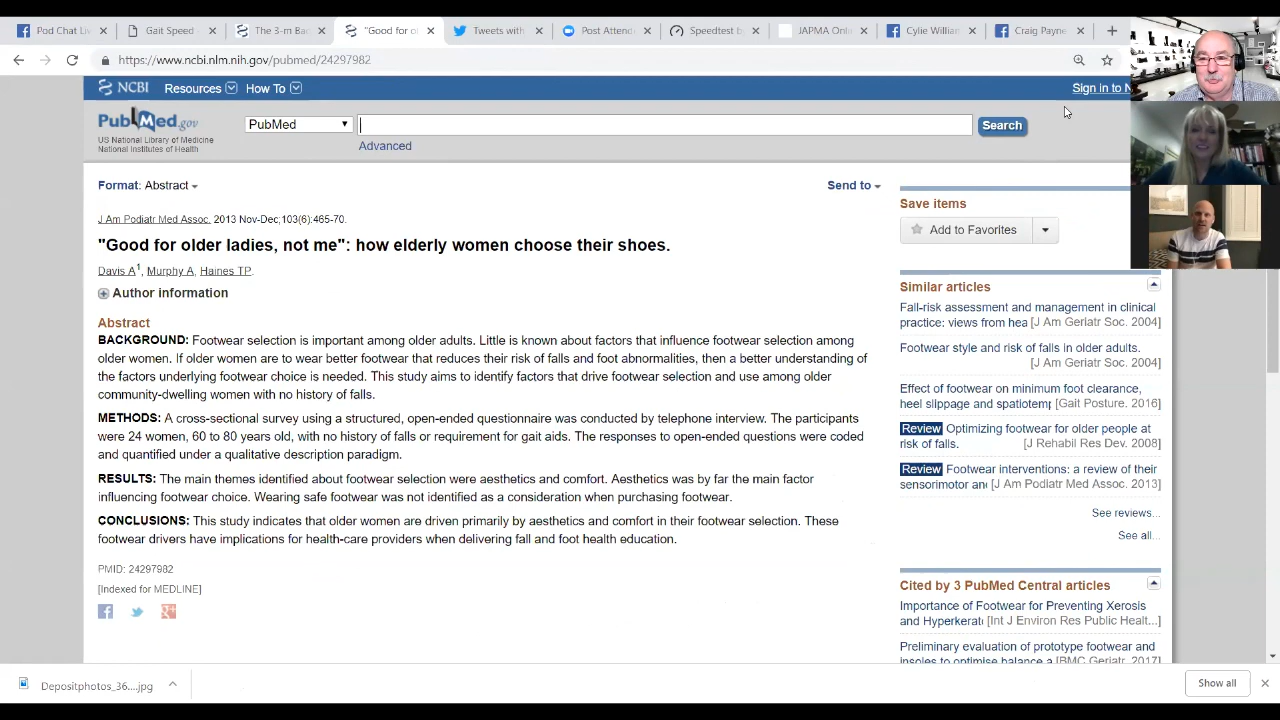 Pod Chat Liv
Gait Speed
The 3-m
"Good for o
Tweets with
Post Attend
Speedtest b
JAPMA Onli
Cylie Willian
Craig Payne
https://www.ncbi.nlm.nih.gov/pubmed/24297982
NCBI Resources How To Sign in to N
PubMed.gov
US National Library of Medicine
National Institutes of Health
PubMed
Search
Advanced
Format: Abstract
Send to
J Am Podiatr Med Assoc. 2013 Nov-Dec;103(6):465-70.
"Good for older ladies, not me": how elderly women choose their shoes.
Davis A1, Murphy A, Haines TP.
Author information
Abstract
BACKGROUND: Footwear selection is important among older adults. Little is known about factors that influence footwear selection among
older women. If older women are to wear better footwear that reduces their risk of falls and foot abnormalities, then a better understanding of
the factors underlying footwear choice is needed. This study aims to identify factors that drive footwear selection and use among older
community-dwelling women with no history of falls.
METHODS: A cross-sectional survey using a structured, open-ended questionnaire was conducted by telephone interview. The participants
were 24 women, 60 to 80 years old, with no history of falls or requirement for gait aids. The responses to open-ended questions were coded
and quantified under a qualitative description paradigm.
RESULTS: The main themes identified about footwear selection were aesthetics and comfort. Aesthetics was by far the main factor
influencing footwear choice. Wearing safe footwear was not identified as a consideration when purchasing footwear.
CONCLUSIONS: This study indicates that older women are driven primarily by aesthetics and comfort in their footwear selection. These
footwear drivers have implications for health-care providers when delivering fall and foot health education.
PMID: 24297982
[Indexed for MEDLINE]
Save items
Add to Favorites
Similar articles
Fall-risk assessment and management in clinical
practice: views from hea [J Am Geriatr Soc. 2004]
Footwear style and risk of falls in older adults.
[J Am Geriatr Soc. 2004]
Effect of footwear on minimum foot clearance,
heel slippage and spatiotemp [Gait Posture. 2016]
Review Optimizing footwear for older people at
risk of falls. [J Rehabil Res Dev. 2008]
Review Footwear interventions: a review of their
sensorimotor and [J Am Podiatr Med Assoc. 2013]
See reviews...
See all...
Cited by 3 PubMed Central articles
Importance of Footwear for Preventing Xerosis
and Hyperkerato [Int J Environ Res Public Healt...]
Preliminary evaluation of prototype footwear and
insoles to optimise balance a [BMC Geriatr. 2017]
Depositphotos_36....jpg
Show all